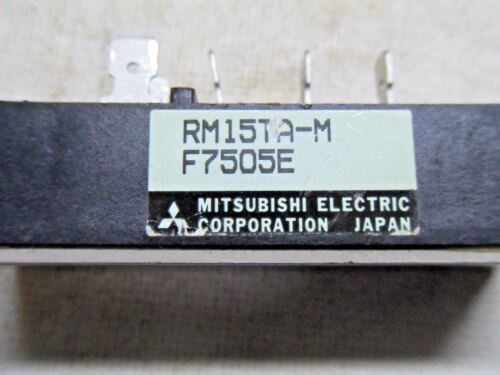 RM15TA-M
F7505E
MITSUBISHI ELECTRIC
CORPORATION JAPAN